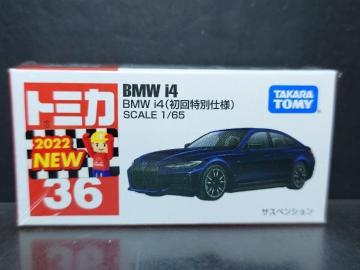 BMW i4
BMW i4(初回特別仕様)
SCALE 1/65
TAKARA
TOMY
トミカ
2022
NEW
36
サスペンション